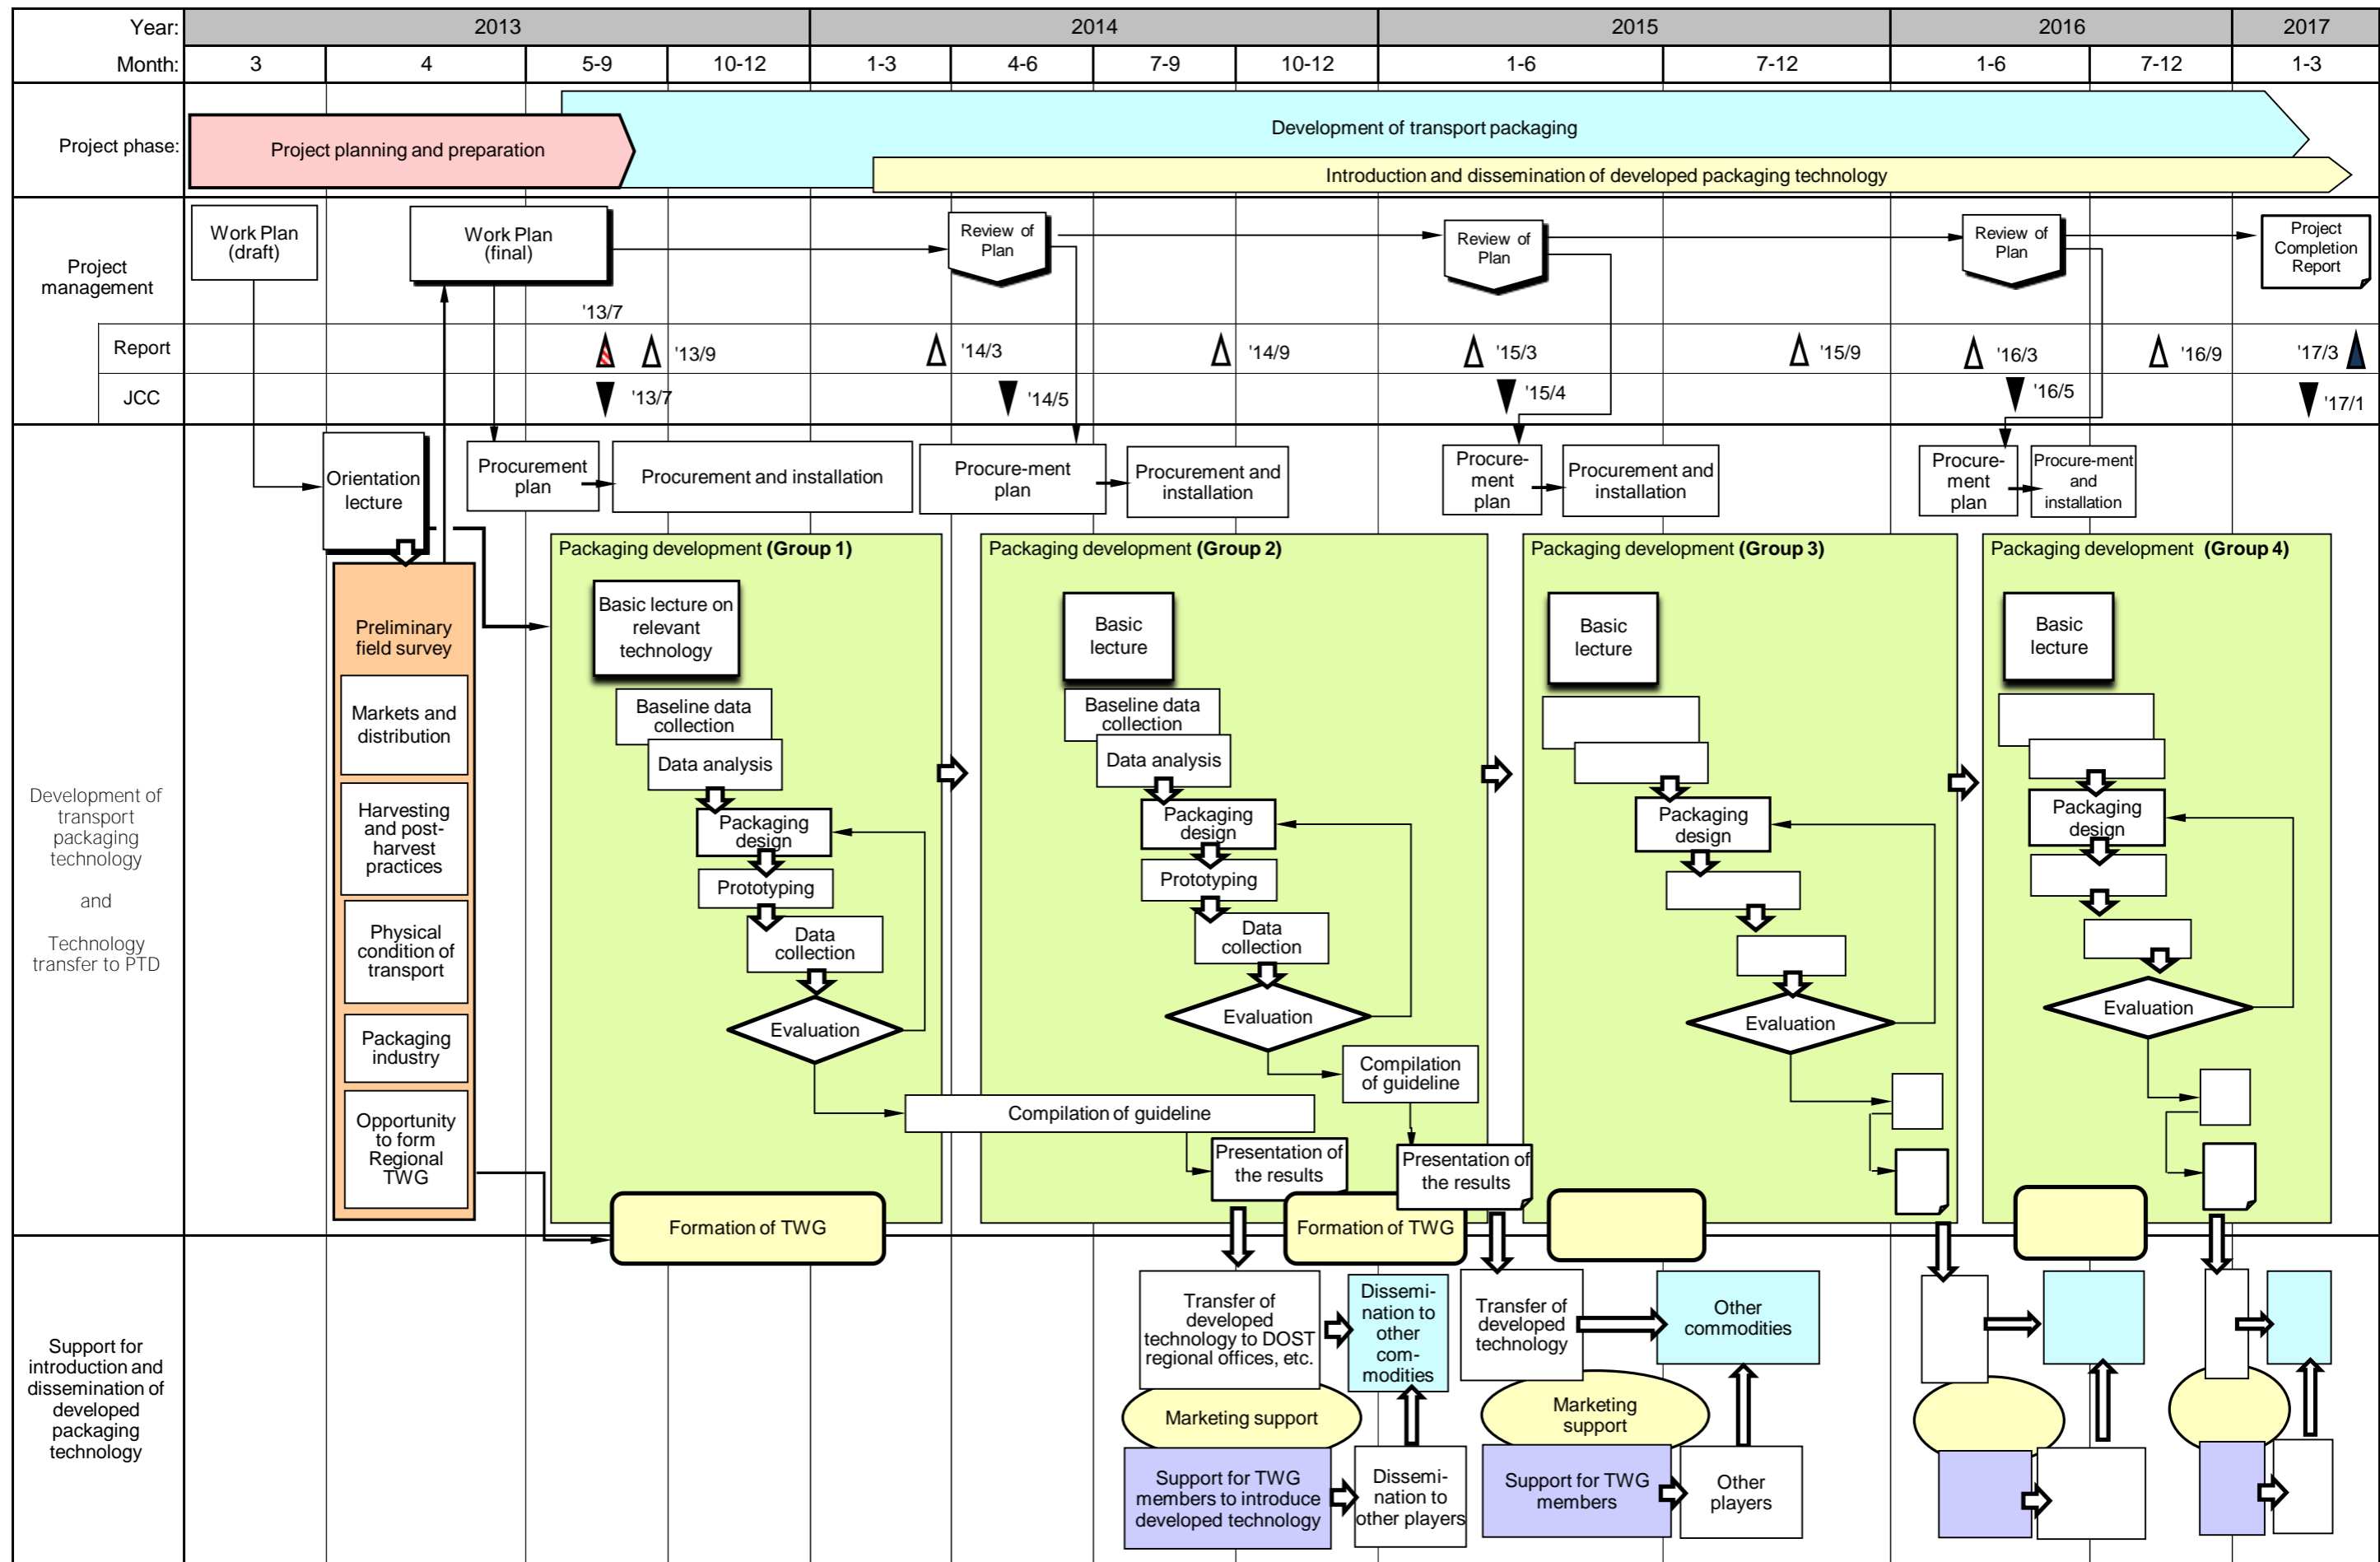 Year:
2013
2014
2015
2016
2017
Month:
3
4
5-9
10-12
1-3
4-6
7-9
10-12
1-6
7-12
1-6
7-12
1-3
Project phase:
Project planning and preparation
Development of transport packaging
Introduction and dissemination of developed packaging technology
Project
management
Work Plan
(draft)
Work Plan
(final)
Review of
Plan
Review of
Plan
Review of
Plan
Project
Completion
Report
Report
'13/7
'13/9
'14/3
'14/9
'15/3
'15/9
'16/3
'16/9
'17/3
JCC
'13/7
'14/5
'15/4
'16/5
'17/1
Development of
transport
packaging
technology
and
Technology
transfer to PTD
Orientation
lecture
Procurement
plan
Procurement and installation
Procure-ment
plan
Procurement and
installation
Procure-
ment
plan
Procurement and
installation
Procure-
ment
plan
Procure-ment
and
installation
Preliminary
field survey
Markets and
distribution
Harvesting
and post-
harvest
practices
Physical
condition of
transport
Packaging
industry
Opportunity
to form
Regional
TWG
Packaging development (Group 1)
Basic lecture on
relevant
technology
Baseline data
collection
Data analysis
Packaging
design
Prototyping
Data
collection
Evaluation
Compilation of guideline
Presentation of
the results
Formation of TWG
Packaging development (Group 2)
Basic
lecture
Baseline data
collection
Data analysis
Packaging
design
Prototyping
Data
collection
Evaluation
Compilation
of guideline
Presentation of
the results
Formation of TWG
Packaging development (Group 3)
Basic
lecture
Packaging
design
Evaluation
Packaging development (Group 4)
Basic
lecture
Packaging
design
Evaluation
Support for
introduction and
dissemination of
developed
packaging
technology
Transfer of
developed
technology to DOST
regional offices, etc.
Dissemi-
nation to
other
com-
modities
Marketing support
Support for TWG
members to introduce
developed technology
Dissemi-
nation to
other players
Transfer of
developed
technology
Other
commodities
Marketing
support
Support for TWG
members
Other
players